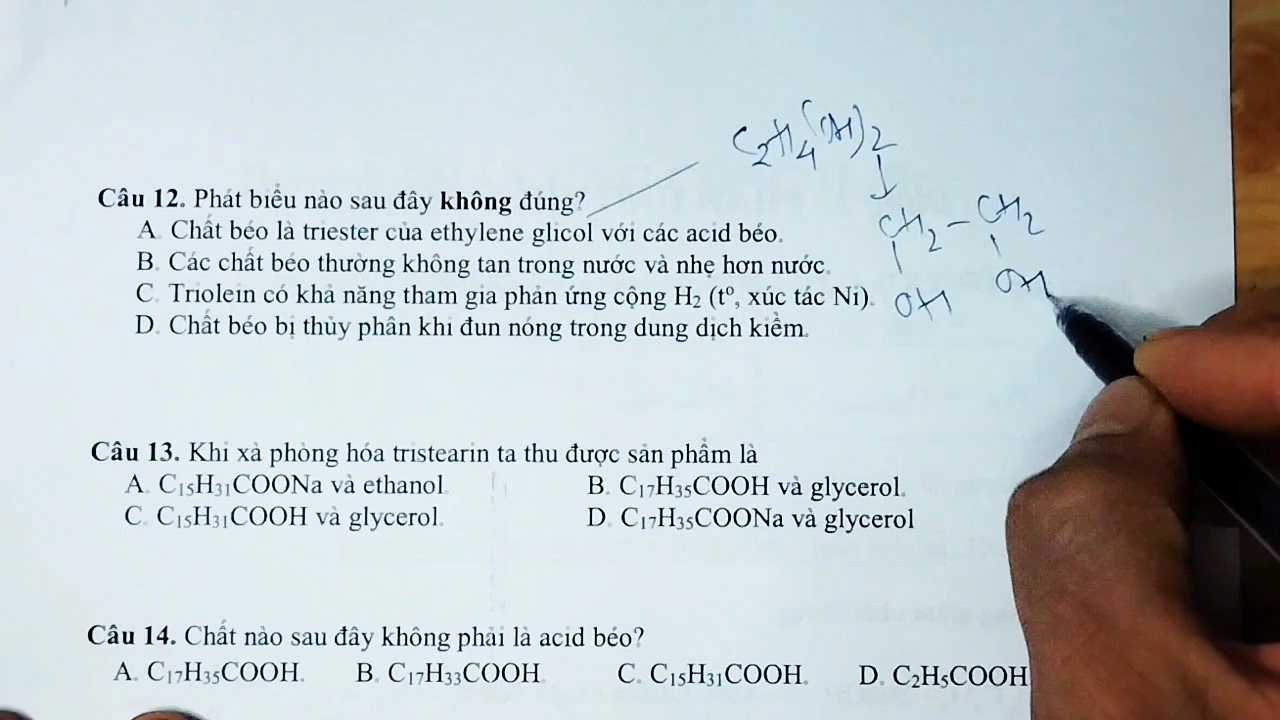 C₂H₄(OH)₂
Câu 12. Phát biểu nào sau đây không đúng?
CH₂ – CH₂
A. Chất béo là triester của ethylene glicol với các acid béo.
B. Các chất béo thường không tan trong nước và nhẹ hơn nước.
C. Triolein có khả năng tham gia phản ứng cộng H₂ (tº, xúc tác Ni).
OH OH
D. Chất béo bị thủy phân khi đun nóng trong dung dịch kiềm.
Câu 13. Khi xà phòng hóa tristearin ta thu được sản phẩm là
A. C₁₅H₃₁COONa và ethanol. B. C₁₇H₃₅COOH và glycerol.
C. C₁₅H₃₁COOH và glycerol. D. C₁₇H₃₅COONa và glycerol
Câu 14. Chất nào sau đây không phải là acid béo?
A. C₁₇H₃₅COOH. B. C₁₇H₃₃COOH. C. C₁₅H₃₁COOH. D. C₂H₅COOH